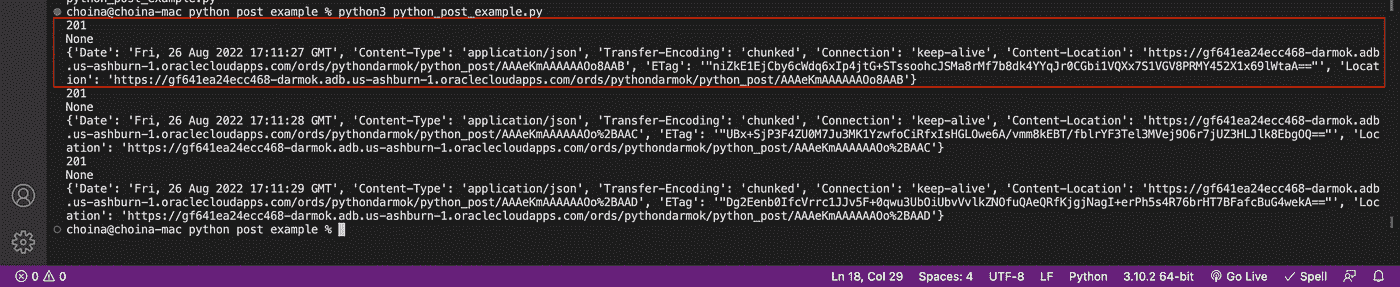 python_post_example.py
choina@choina-mac python post example % python3 python_post_example.py
201
None
{'Date': 'Fri, 26 Aug 2022 17:11:27 GMT', 'Content-Type': 'application/json', 'Transfer-Encoding': 'chunked', 'Connection': 'keep-alive', 'Content-Location': 'https://gf641ea24ecc468-darmok.adb
.us-ashburn-1.oraclecloudapps.com/ords/pythondarmok/python_post/AAAeKmAAAAAAOo8AAB', 'ETag': '"niZkE1EjCby6cWdq6xIp4jtG+STssoohcJSMa8rMf7b8dk4YYqJr0CGbi1VQXx7S1VGV8PRMY452X1x69lWtaA=="', 'Locat
ion': 'https://gf641ea24ecc468-darmok.adb.us-ashburn-1.oraclecloudapps.com/ords/pythondarmok/python_post/AAAeKmAAAAAAOo8AAB'}
201
None
{'Date': 'Fri, 26 Aug 2022 17:11:28 GMT', 'Content-Type': 'application/json', 'Transfer-Encoding': 'chunked', 'Connection': 'keep-alive', 'Content-Location': 'https://gf641ea24ecc468-darmok.adb
.us-ashburn-1.oraclecloudapps.com/ords/pythondarmok/python_post/AAAeKmAAAAAAOo%2BAAC', 'ETag': '"UBx+SjP3F4ZU0M7Ju3MK1YzwfoCiRfxIsHGLOwe6A/vmm8kEBT/fblrYF3Tel3MVej9O6r7jUZ3HLJlk8EbgOQ=="', 'Lo
cation': 'https://gf641ea24ecc468-darmok.adb.us-ashburn-1.oraclecloudapps.com/ords/pythondarmok/python_post/AAAeKmAAAAAAOo%2BAAC'}
201
None
{'Date': 'Fri, 26 Aug 2022 17:11:29 GMT', 'Content-Type': 'application/json', 'Transfer-Encoding': 'chunked', 'Connection': 'keep-alive', 'Content-Location': 'https://gf641ea24ecc468-darmok.adb
.us-ashburn-1.oraclecloudapps.com/ords/pythondarmok/python_post/AAAeKmAAAAAAOo%2BAAD', 'ETag': '"Dg2Eenb0IfcVrrc1JJv5F+0qwu3UbOiUbvVvlkZNOfuQAeQRfKjgjNagI+erPh5s4R76brHT7BFafcBuG4wekA=="', 'Lo
cation': 'https://gf641ea24ecc468-darmok.adb.us-ashburn-1.oraclecloudapps.com/ords/pythondarmok/python_post/AAAeKmAAAAAAOo%2BAAD'}
choina@choina-mac python post example %
0 0 Ln 18, Col 29 Spaces: 4 UTF-8 LF Python 3.10.2 64-bit Go Live Spell